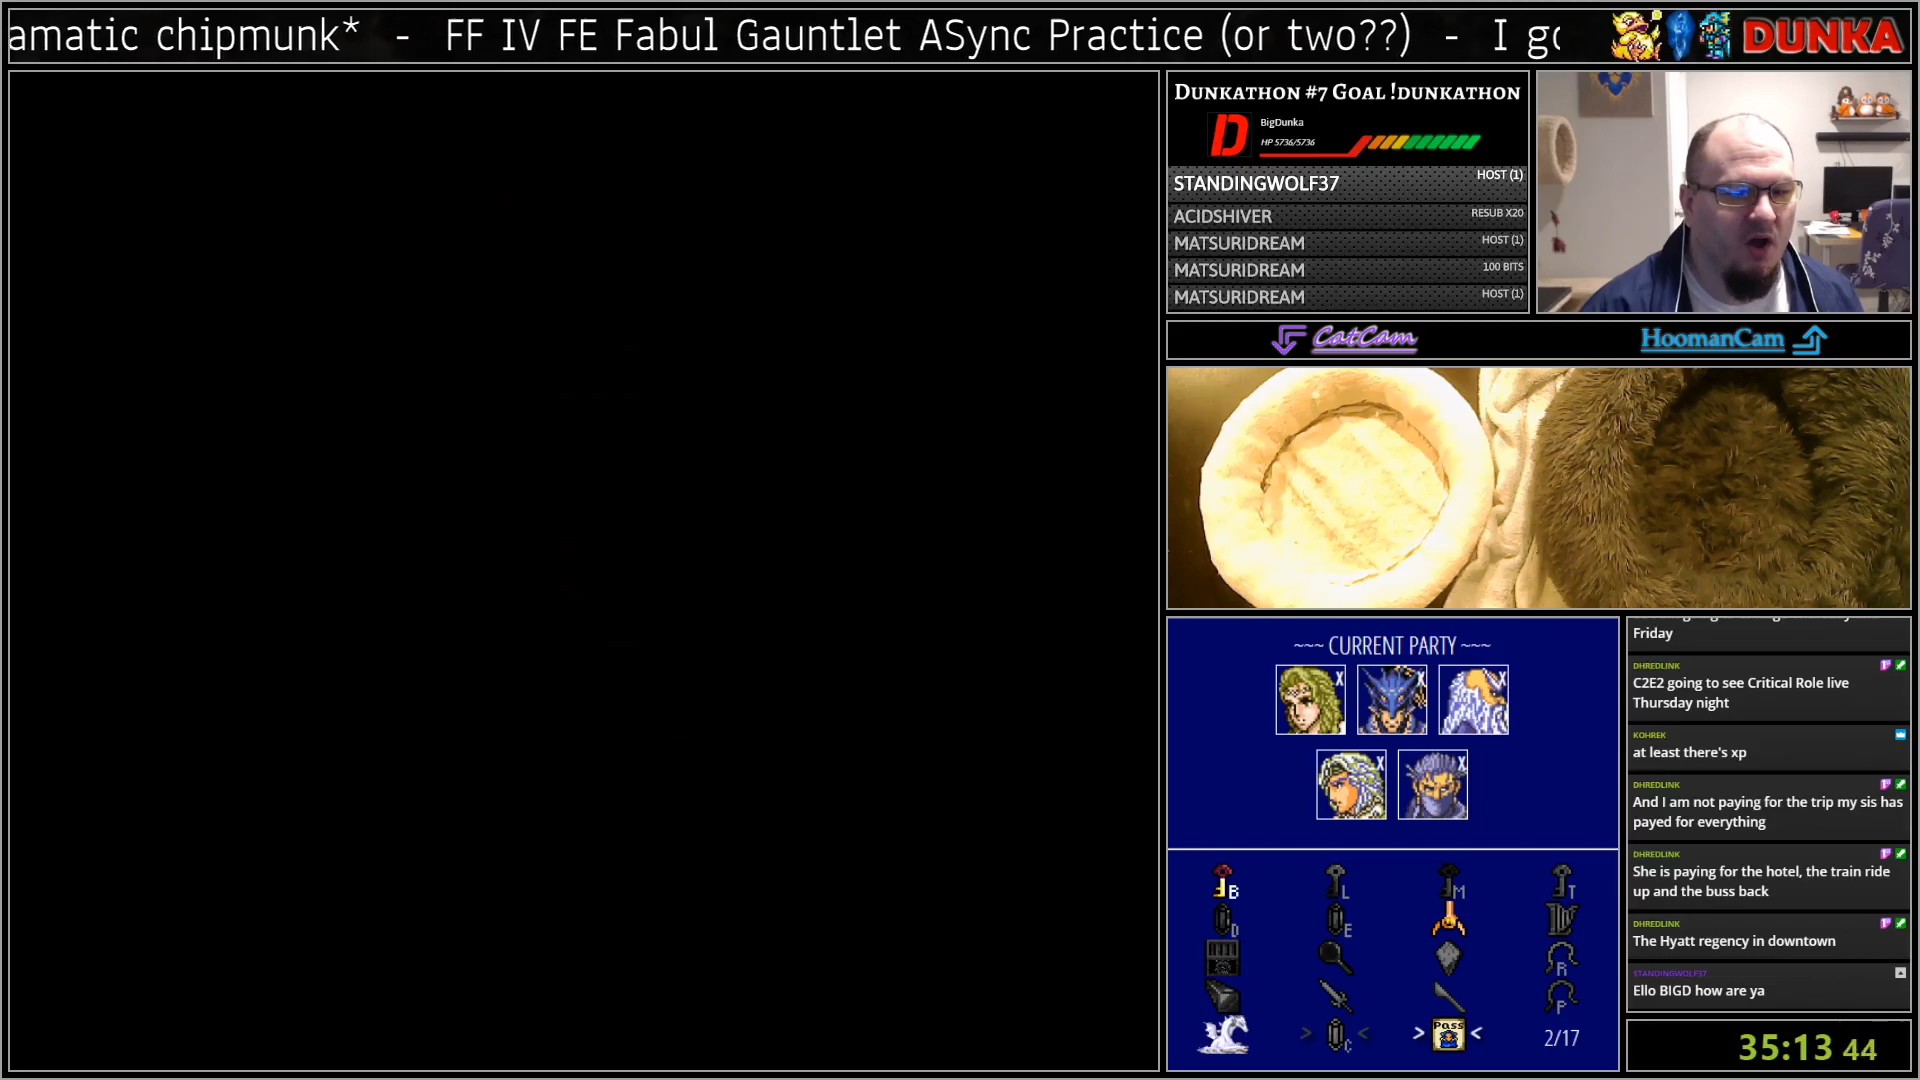 amatic chipmunk* - FF IV FE Fabul Gauntlet ASync Practice (or two??) - I go
DUNKA
DUNKATHON #7 GOAL !DUNKATHON
D
BigDunka
HP 5736/5736
STANDINGWOLF37 HOST (1)
ACIDSHIVER RESUB X20
MATSURIDREAM HOST (1)
MATSURIDREAM 100 BITS
MATSURIDREAM HOST (1)
CatCam
HoomanCam
~~~ CURRENT PARTY ~~~
X X X
X X
B L M T
D E
R
P
> C < > PASS < 2/17
Friday
DHREDLINK
C2E2 going to see Critical Role live
Thursday night
KOHREK
at least there's xp
DHREDLINK
And I am not paying for the trip my sis has
payed for everything
DHREDLINK
She is paying for the hotel, the train ride
up and the buss back
DHREDLINK
The Hyatt regency in downtown
STANDINGWOLF37
Ello BIGD how are ya
35:13 44